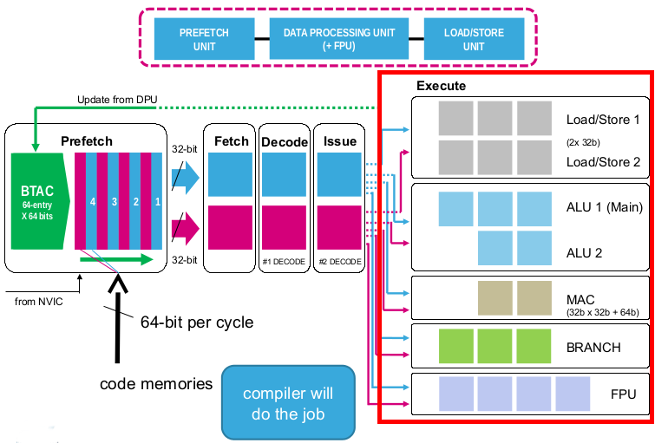 PREFETCH
UNIT
DATA PROCESSING UNIT
(+ FPU)
LOAD/STORE
UNIT
Update from DPU
Execute
Prefetch
32-bit
Fetch
Decode
Issue
Load/Store 1
(2x 32b)
Load/Store 2
BTAC
64-entry
X 64 bits
4
3
2
1
ALU 1 (Main)
ALU 2
32-bit
#1 DECODE
#2 DECODE
from NVIC
MAC
(32b x 32b + 64b)
64-bit per cycle
BRANCH
code memories
compiler will
do the job
FPU